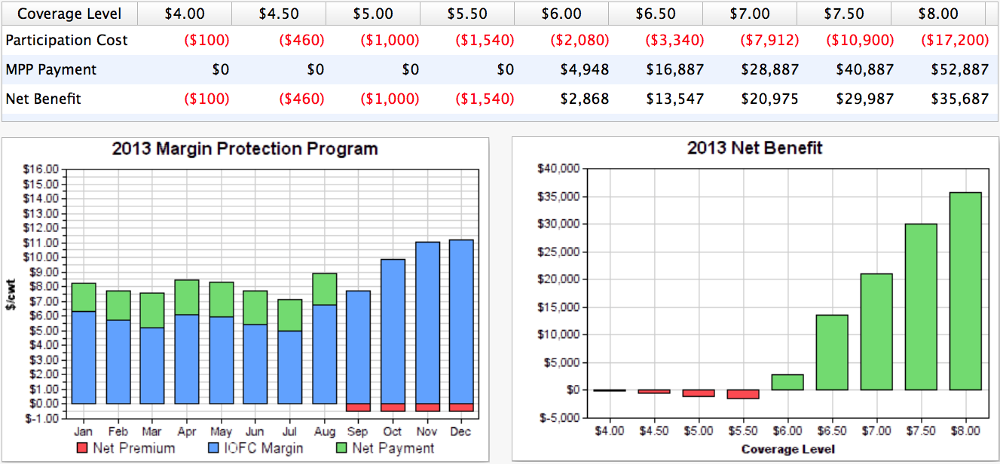 Coverage Level $4.00 $4.50 $5.00 $5.50 $6.00 $6.50 $7.00 $7.50 $8.00
Participation Cost ($100) ($460) ($1,000) ($1,540) ($2,080) ($3,340) ($7,912) ($10,900) ($17,200)
MPP Payment $0 $0 $0 $0 $4,948 $16,887 $28,887 $40,887 $52,887
Net Benefit ($100) ($460) ($1,000) ($1,540) $2,868 $13,547 $20,975 $29,987 $35,687
2013 Margin Protection Program
$16.00
$15.00
$14.00
$13.00
$12.00
$11.00
$10.00
$9.00
$8.00
$7.00
$6.00
$5.00
$4.00
$3.00
$2.00
$1.00
$0.00
$-1.00
$/cwt
Jan Feb Mar Apr May Jun Jul Aug Sep Oct Nov Dec
Net Premium IOFC Margin Net Payment
2013 Net Benefit
$40,000
$35,000
$30,000
$25,000
$20,000
$15,000
$10,000
$5,000
$0
$-5,000
$4.00 $4.50 $5.00 $5.50 $6.00 $6.50 $7.00 $7.50 $8.00
Coverage Level